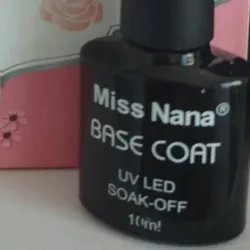 Miss Nana®
BASE COAT
UV LED
SOAK-OFF
10ml